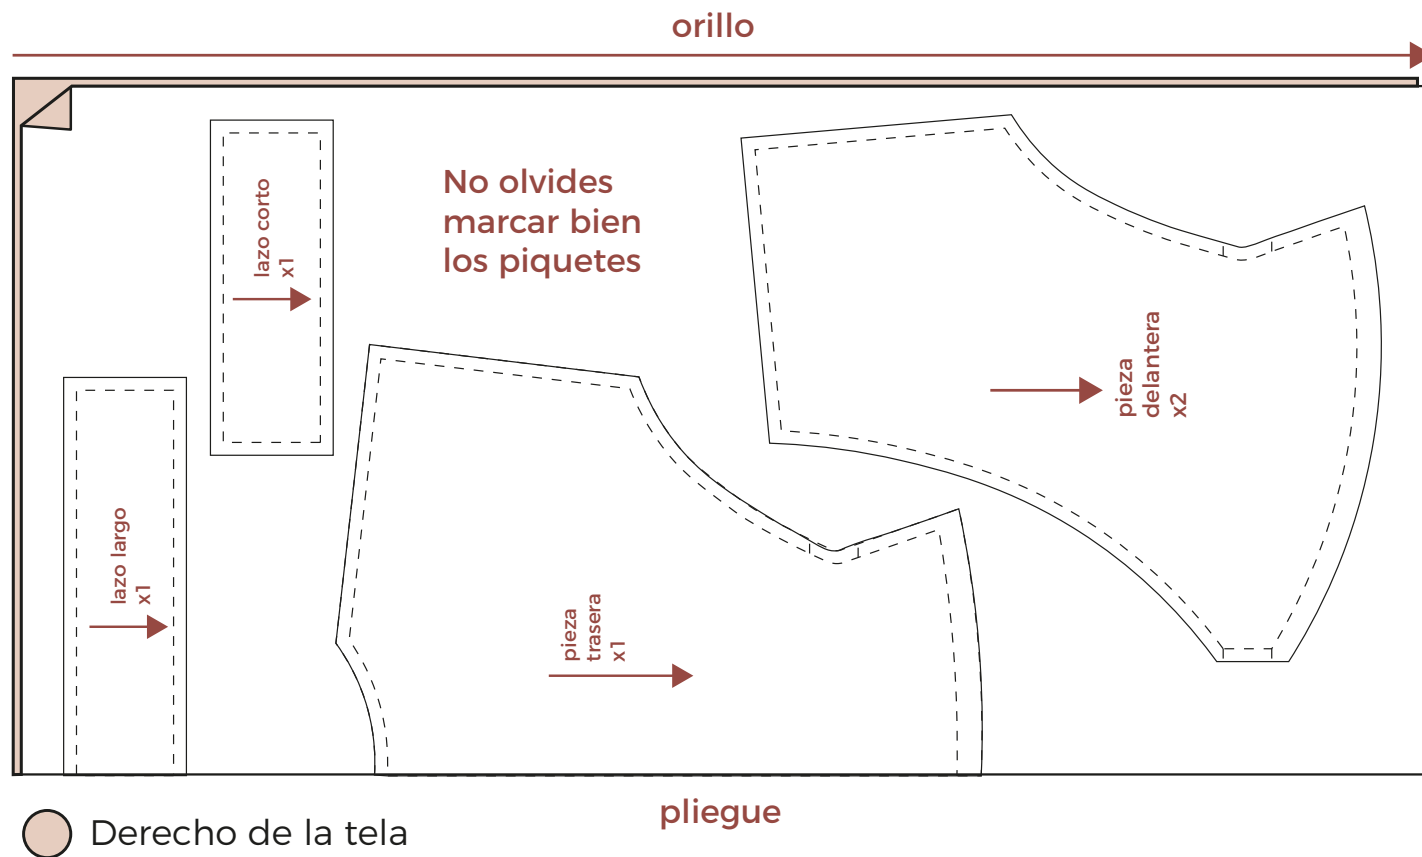 orillo
lazo corto
x1
No olvides
marcar bien
los piquetes
pieza
delantera
x2
lazo largo
x1
pieza
trasera
x1
pliegue
Derecho de la tela